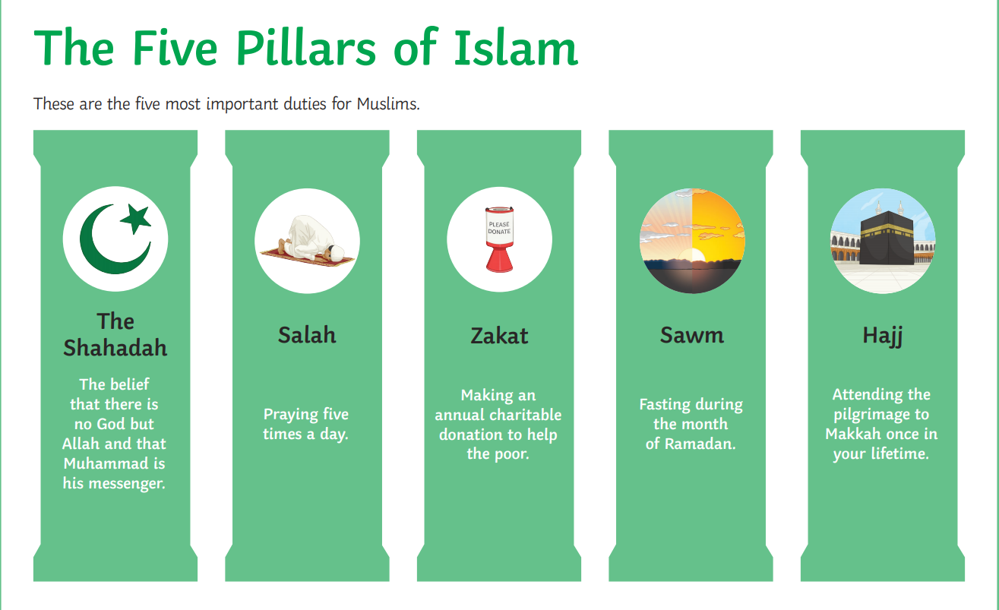 The Five Pillars of Islam
These are the five most important duties for Muslims.
The
Shahadah
The belief
that there is
no God but
Allah and that
Muhammad is
his messenger.
Salah
Praying five
times a day.
PLEASE
DONATE
Zakat
Making an
annual charitable
donation to help
the poor.
Sawm
Fasting during
the month
of Ramadan.
Hajj
Attending the
pilgrimage to
Makkah once in
your lifetime.